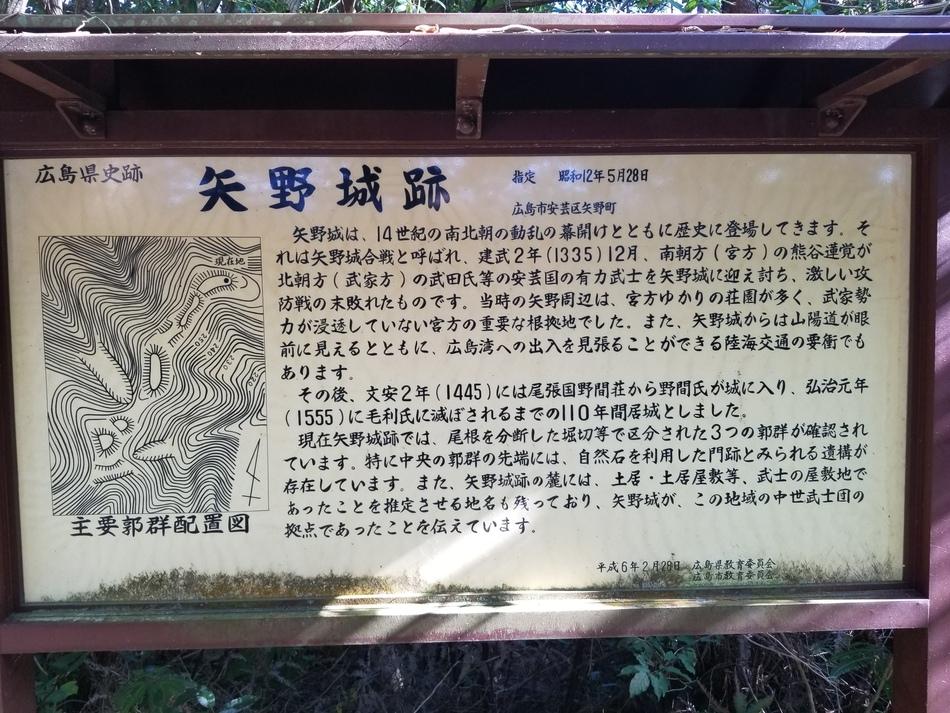 広島県史跡
矢野城跡
指定 昭和12年5月28日
広島市安芸区矢野町
矢野城は、14世紀の南北朝の動乱の幕開けとともに歴史に登場してきます。そ
れは矢野城合戦と呼ばれ、建武2年(1335)12月、南朝方(宮方)の熊谷蓮覚が
北朝方(武家方)の武田氏等の安芸国の有力武士を矢野城に迎え討ち、激しい攻
防戦の末敗れたものです。当時の矢野周辺は、宮方ゆかりの荘園が多く、武家勢
力が浸透していない宮方の重要な根拠地でした。また、矢野城からは山陽道が眼
前に見えるとともに、広島湾への出入を見張ることができる陸海交通の要衝でも
あります。
その後、文安2年(1445)には尾張国野間荘から野間氏が城に入り、弘治元年
(1555)に毛利氏に滅ぼされるまでの110年間居城としました。
現在矢野城跡では、尾根を分断した堀切等で区分された3つの郭群が確認され
ています。特に中央の郭群の先端には、自然石を利用した門跡とみられる遺構が
存在しています。また、矢野城跡の麓には、土居・土居屋敷等、武士の屋敷地で
あったことを推定させる地名も残っており、矢野城が、この地域の中世武士団の
拠点であったことを伝えています。
平成6年2月28日 広島県教育委員会
広島市教育委員会
現在地
主要郭群配置図